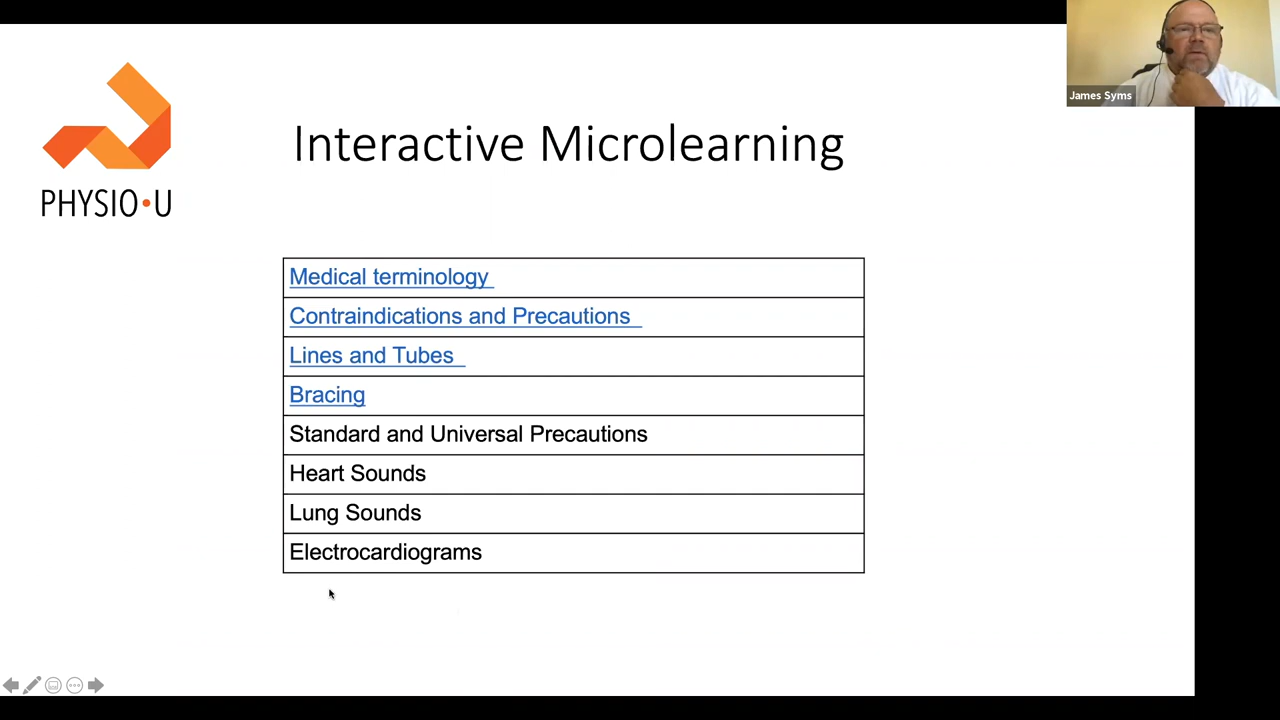 James Syms
PHYSIO•U
Interactive Microlearning
Medical terminology
Contraindications and Precautions
Lines and Tubes
Bracing
Standard and Universal Precautions
Heart Sounds
Lung Sounds
Electrocardiograms